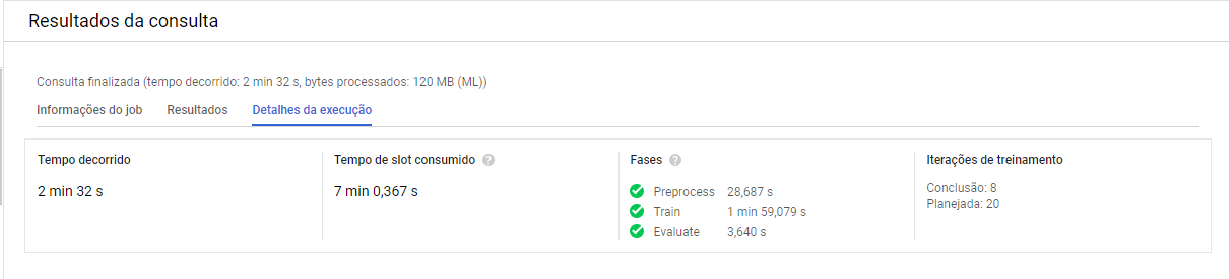 Resultados da consulta
Consulta finalizada (tempo decorrido: 2 min 32 s, bytes processados: 120 MB (ML))
Informações do job Resultados Detalhes da execução
Tempo decorrido
2 min 32 s
Tempo de slot consumido ?
7 min 0,367 s
Fases ?
Preprocess 28,687 s
Train 1 min 59,079 s
Evaluate 3,640 s
Iterações de treinamento
Conclusão: 8
Planejada: 20